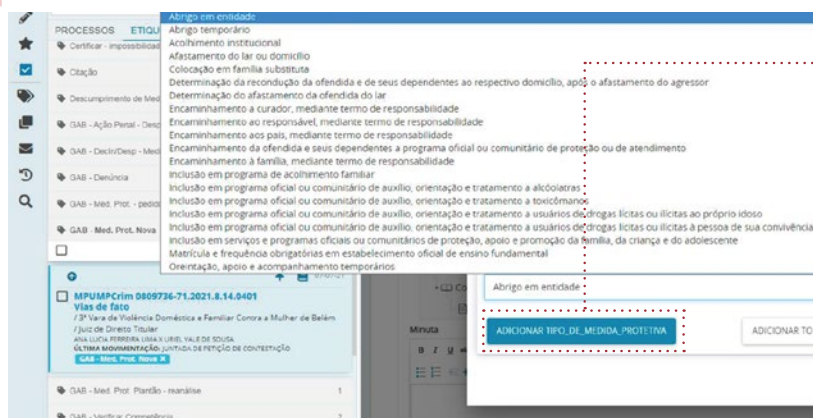 Abrigo em entidade
PROCESSOS ETIQU
Abrigo temporário
Acolhimento institucional
Afastamento do lar ou domicílio
Colocação em família substituta
Determinação da recondução da ofendida e de seus dependentes ao respectivo domicílio, após o afastamento do agressor
Determinação do afastamento da ofendida do lar
Encaminhamento a curador, mediante termo de responsabilidade
Encaminhamento ao responsável, mediante termo de responsabilidade
Encaminhamento aos pais, mediante termo de responsabilidade
Encaminhamento da ofendida e seus dependentes a programa oficial ou comunitário de proteção ou de atendimento
Encaminhamento à família, mediante termo de responsabilidade
Inclusão em programa de acolhimento familiar
Inclusão em programa oficial ou comunitário de auxílio, orientação e tratamento a alcóolatras
Inclusão em programa oficial ou comunitário de auxílio, orientação e tratamento a toxicômanos
Inclusão em programa oficial ou comunitário de auxílio, orientação e tratamento a usuários de drogas lícitas ou ilícitas ao próprio idoso
Inclusão em programa oficial ou comunitário de auxílio, orientação e tratamento a usuários de drogas lícitas ou ilícitas à pessoa de sua convivência
Inclusão em serviços e programas oficiais ou comunitários de proteção, apoio e promoção da família, da criança e do adolescente
Matrícula e frequência obrigatórias em estabelecimento oficial de ensino fundamental
Oreintação, apoio e acompanhamento temporários
Certificar - Impossibilidad
Citação
Descumprimento de Med
GAB - Ação Penal - Desp
GAB - Decin/Desp - Med
GAB - Denúncia
GAB - Med. Prot. - pedido
GAB - Med. Prot. Nova
MPUMPCrim 0809736-71.2021.8.14.0401
Vias de fato
/ 3ª Vara de Violência Doméstica e Familiar Contra a Mulher de Belém
/ Juiz de Direito Titular
ANA LUCIA FERREIRA LIMA X URIEL VALE DE SOUSA
ÚLTIMA MOVIMENTAÇÃO: JUNTADA DE PETIÇÃO DE CONTESTAÇÃO
GAB - Med. Prot. Nova ×
GAB - Med. Prot. Plantão - reanálise 1
GAB - Verificar Competência 2
Co
Minuta
B I U
Abrigo em entidade
ADICIONAR TIPO_DE_MEDIDA_PROTETIVA
ADICIONAR TO